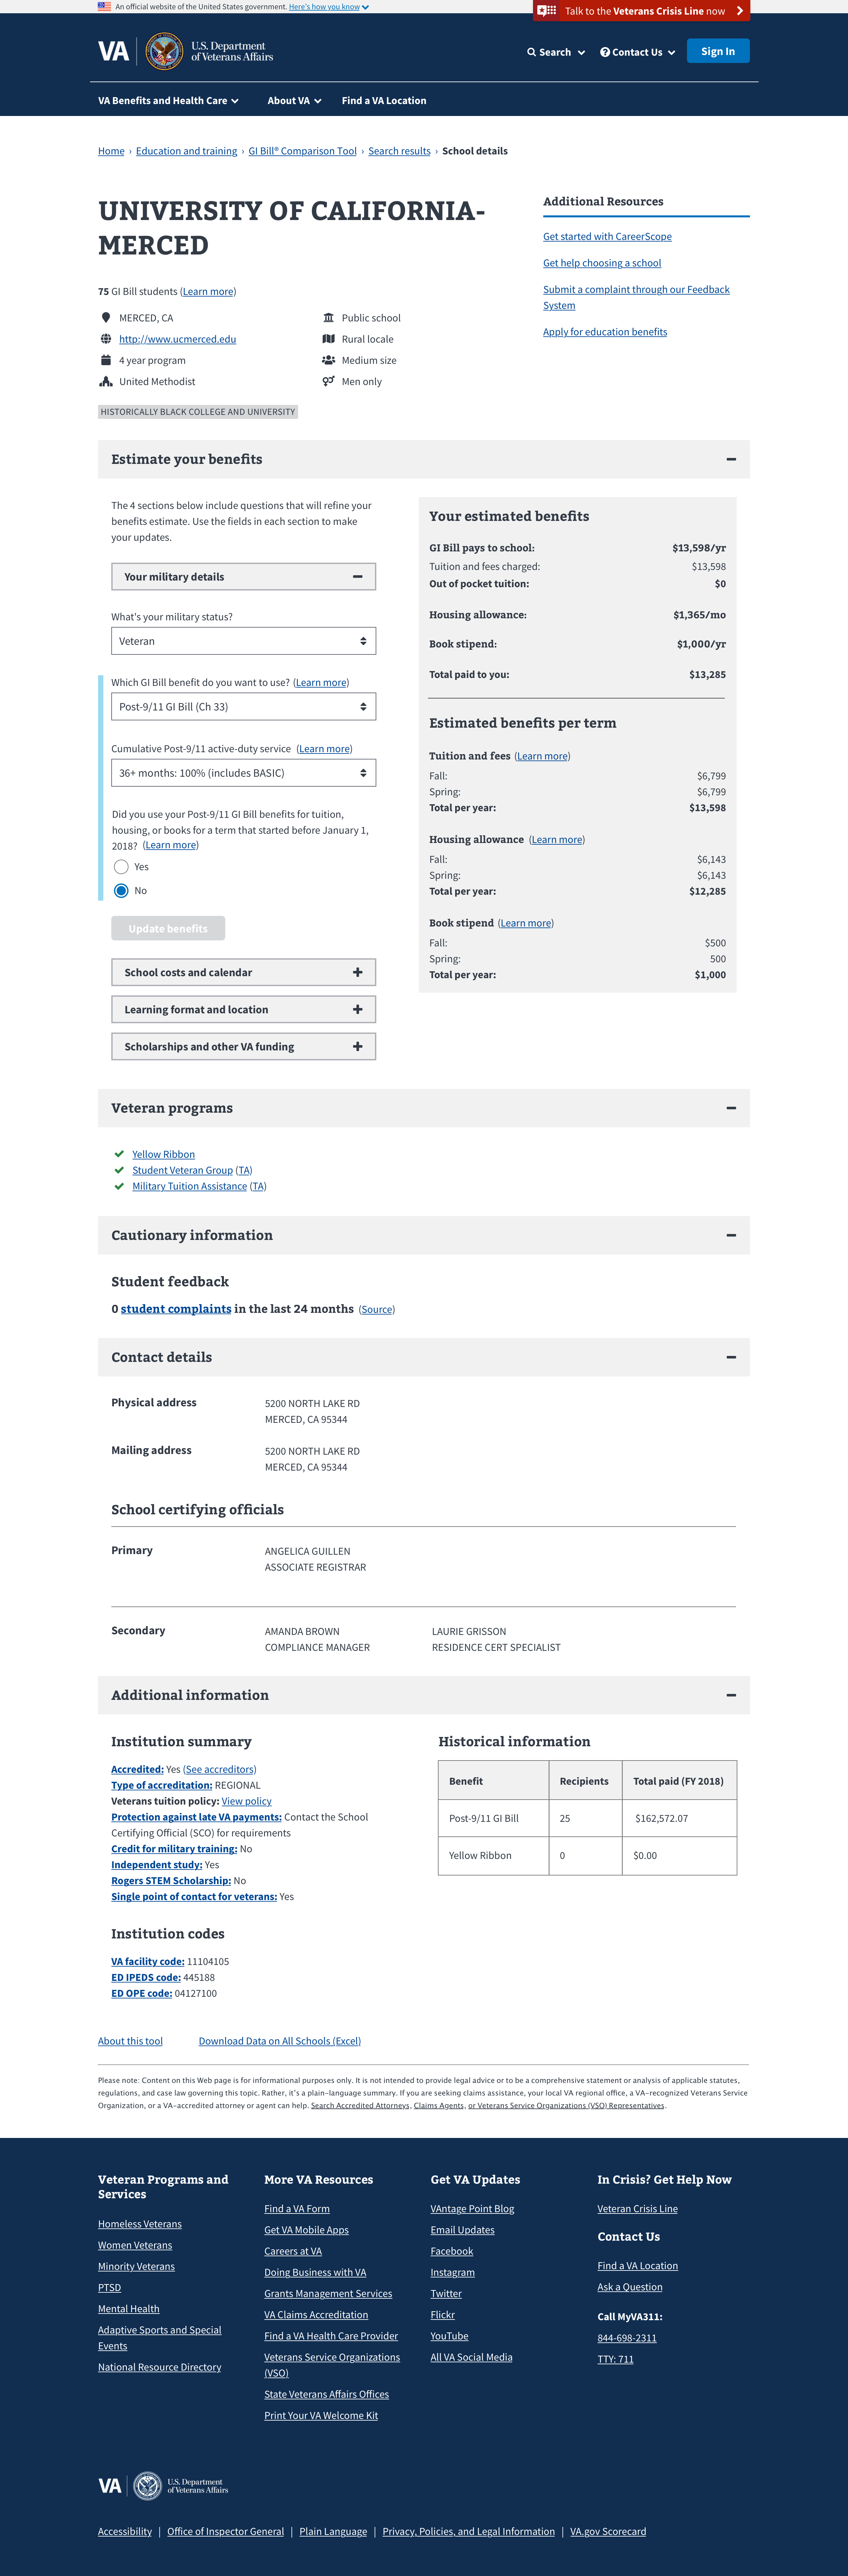 An official website of the United States government. Here's how you know
Talk to the Veterans Crisis Line now
VA
U.S. Department
of Veterans Affairs
Search
Contact Us
Sign In
VA Benefits and Health Care
About VA
Find a VA Location
Home › Education and training › GI Bill® Comparison Tool › Search results › School details
UNIVERSITY OF CALIFORNIA-
MERCED
75 GI Bill students (Learn more)
MERCED, CA
Public school
http://www.ucmerced.edu
Rural locale
4 year program
Medium size
United Methodist
Men only
HISTORICALLY BLACK COLLEGE AND UNIVERSITY
Additional Resources
Get started with CareerScope
Get help choosing a school
Submit a complaint through our Feedback
System
Apply for education benefits
Estimate your benefits
The 4 sections below include questions that will refine your
benefits estimate. Use the fields in each section to make
your updates.
Your military details
What's your military status?
Veteran
Which GI Bill benefit do you want to use? (Learn more)
Post-9/11 GI Bill (Ch 33)
Cumulative Post-9/11 active-duty service (Learn more)
36+ months: 100% (includes BASIC)
Did you use your Post-9/11 GI Bill benefits for tuition,
housing, or books for a term that started before January 1,
2018? (Learn more)
Yes
No
Update benefits
School costs and calendar
Learning format and location
Scholarships and other VA funding
Your estimated benefits
GI Bill pays to school: $13,598/yr
Tuition and fees charged: $13,598
Out of pocket tuition: $0
Housing allowance: $1,365/mo
Book stipend: $1,000/yr
Total paid to you: $13,285
Estimated benefits per term
Tuition and fees (Learn more)
Fall: $6,799
Spring: $6,799
Total per year: $13,598
Housing allowance (Learn more)
Fall: $6,143
Spring: $6,143
Total per year: $12,285
Book stipend (Learn more)
Fall: $500
Spring: 500
Total per year: $1,000
Veteran programs
Yellow Ribbon
Student Veteran Group (TA)
Military Tuition Assistance (TA)
Cautionary information
Student feedback
0 student complaints in the last 24 months (Source)
Contact details
Physical address
5200 NORTH LAKE RD
MERCED, CA 95344
Mailing address
5200 NORTH LAKE RD
MERCED, CA 95344
School certifying officials
Primary
ANGELICA GUILLEN
ASSOCIATE REGISTRAR
Secondary
AMANDA BROWN
COMPLIANCE MANAGER
LAURIE GRISSON
RESIDENCE CERT SPECIALIST
Additional information
Institution summary
Accredited: Yes (See accreditors)
Type of accreditation: REGIONAL
Veterans tuition policy: View policy
Protection against late VA payments: Contact the School
Certifying Official (SCO) for requirements
Credit for military training: No
Independent study: Yes
Rogers STEM Scholarship: No
Single point of contact for veterans: Yes
Historical information
Benefit Recipients Total paid (FY 2018)
Post-9/11 GI Bill 25 $162,572.07
Yellow Ribbon 0 $0.00
Institution codes
VA facility code: 11104105
ED IPEDS code: 445188
ED OPE code: 04127100
About this tool
Download Data on All Schools (Excel)
Please note: Content on this Web page is for informational purposes only. It is not intended to provide legal advice or to be a comprehensive statement or analysis of applicable statutes,
regulations, and case law governing this topic. Rather, it's a plain-language summary. If you are seeking claims assistance, your local VA regional office, a VA-recognized Veterans Service
Organization, or a VA-accredited attorney or agent can help. Search Accredited Attorneys, Claims Agents, or Veterans Service Organizations (VSO) Representatives.
Veteran Programs and
Services
Homeless Veterans
Women Veterans
Minority Veterans
PTSD
Mental Health
Adaptive Sports and Special
Events
National Resource Directory
More VA Resources
Find a VA Form
Get VA Mobile Apps
Careers at VA
Doing Business with VA
Grants Management Services
VA Claims Accreditation
Find a VA Health Care Provider
Veterans Service Organizations
(VSO)
State Veterans Affairs Offices
Print Your VA Welcome Kit
Get VA Updates
VAntage Point Blog
Email Updates
Facebook
Instagram
Twitter
Flickr
YouTube
All VA Social Media
In Crisis? Get Help Now
Veteran Crisis Line
Contact Us
Find a VA Location
Ask a Question
Call MyVA311:
844-698-2311
TTY: 711
VA
U.S. Department
of Veterans Affairs
Accessibility | Office of Inspector General | Plain Language | Privacy, Policies, and Legal Information | VA.gov Scorecard